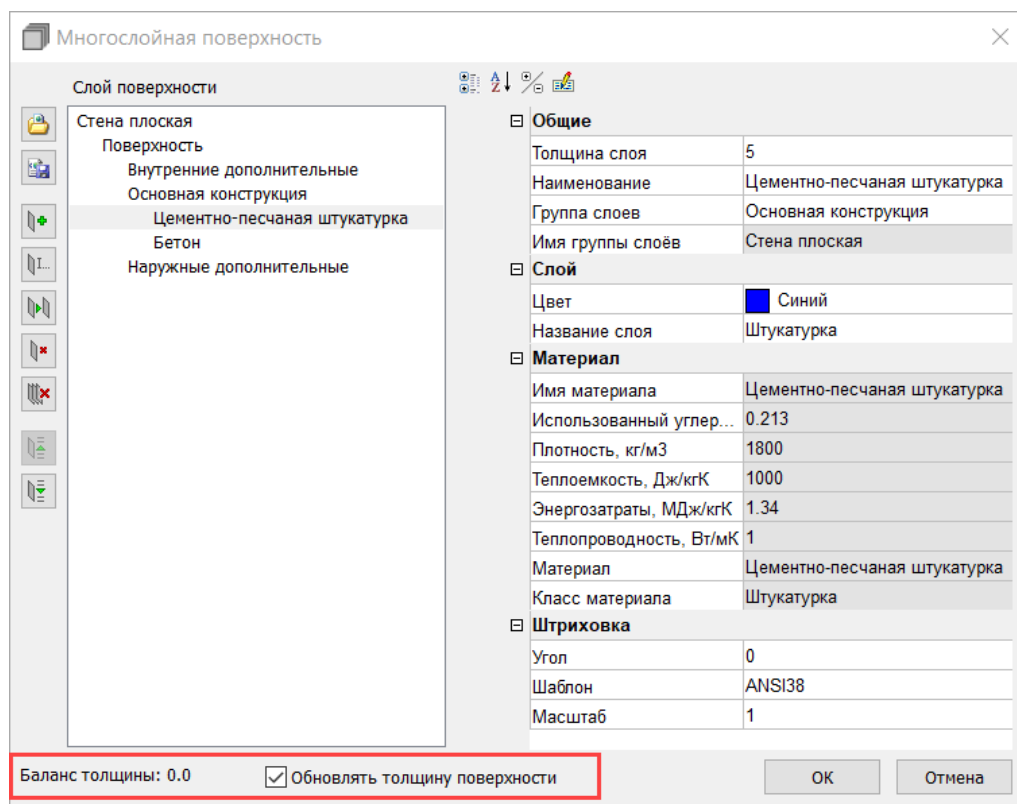 Многослойная поверхность
Слой поверхности
Стена плоская
Поверхность
Внутренние дополнительные
Основная конструкция
Цементно-песчаная штукатурка
Бетон
Наружные дополнительные
Общие
Толщина слоя 5
Наименование Цементно-песчаная штукатурка
Группа слоев Основная конструкция
Имя группы слоёв Стена плоская
Слой
Цвет Синий
Название слоя Штукатурка
Материал
Имя материала Цементно-песчаная штукатурка
Использованный углер... 0.213
Плотность, кг/м3 1800
Теплоемкость, Дж/кгК 1000
Энергозатраты, МДж/кгК 1.34
Теплопроводность, Вт/мК 1
Материал Цементно-песчаная штукатурка
Класс материала Штукатурка
Штриховка
Угол 0
Шаблон ANSI38
Масштаб 1
Баланс толщины: 0.0 Обновлять толщину поверхности ОК Отмена